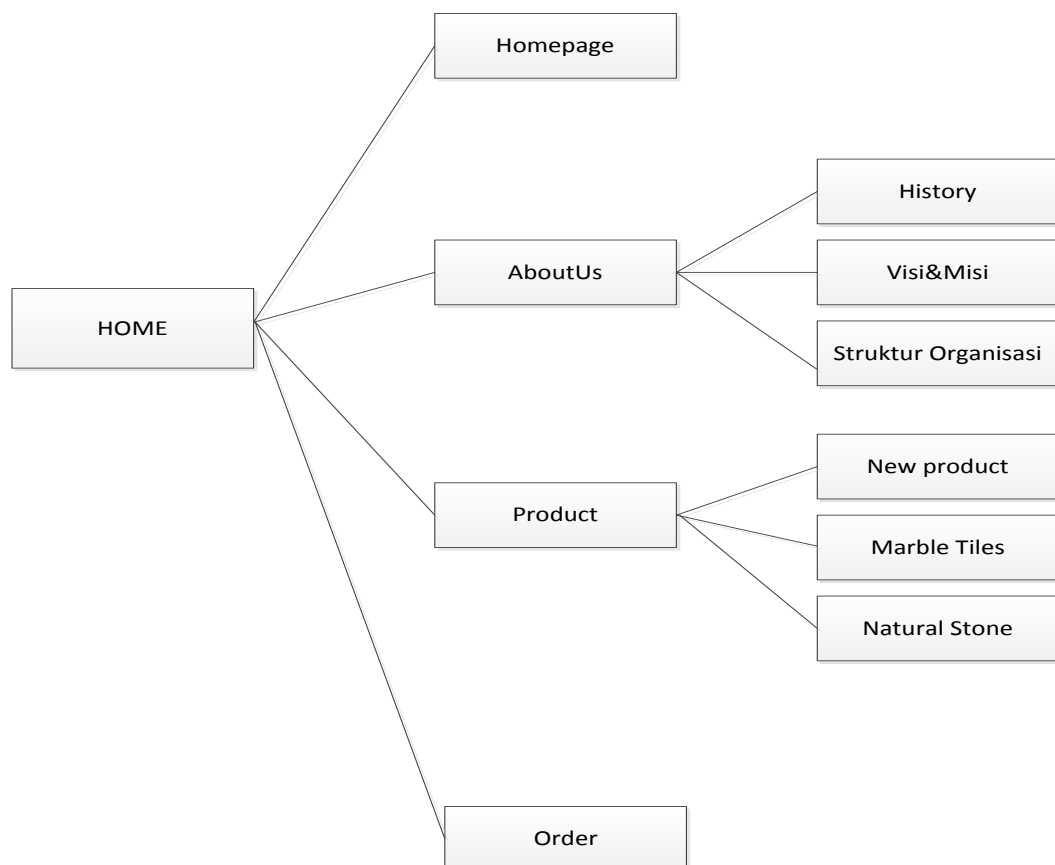 Homepage
History
AboutUs
Visi&Misi
HOME
Struktur Organisasi
New product
Product
Marble Tiles
Natural Stone
Order